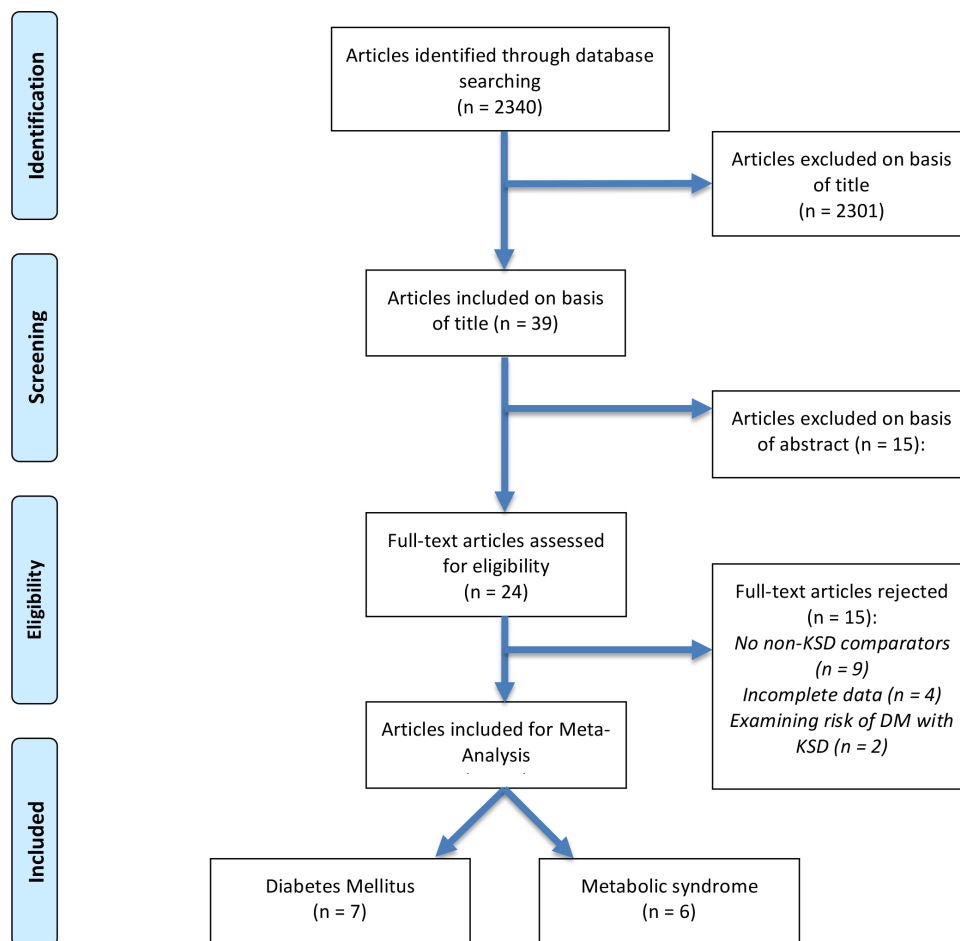 Identification
Articles identified through database
searching
(n = 2340)
Articles excluded on basis
of title
(n = 2301)
Screening
Articles included on basis
of title (n = 39)
Articles excluded on basis
of abstract (n = 15):
Eligibility
Full-text articles assessed
for eligibility
(n = 24)
Full-text articles rejected
(n = 15):
No non-KSD comparators
(n = 9)
Incomplete data (n = 4)
Examining risk of DM with
KSD (n = 2)
Included
Articles included for Meta-
Analysis
Diabetes Mellitus
(n = 7)
Metabolic syndrome
(n = 6)